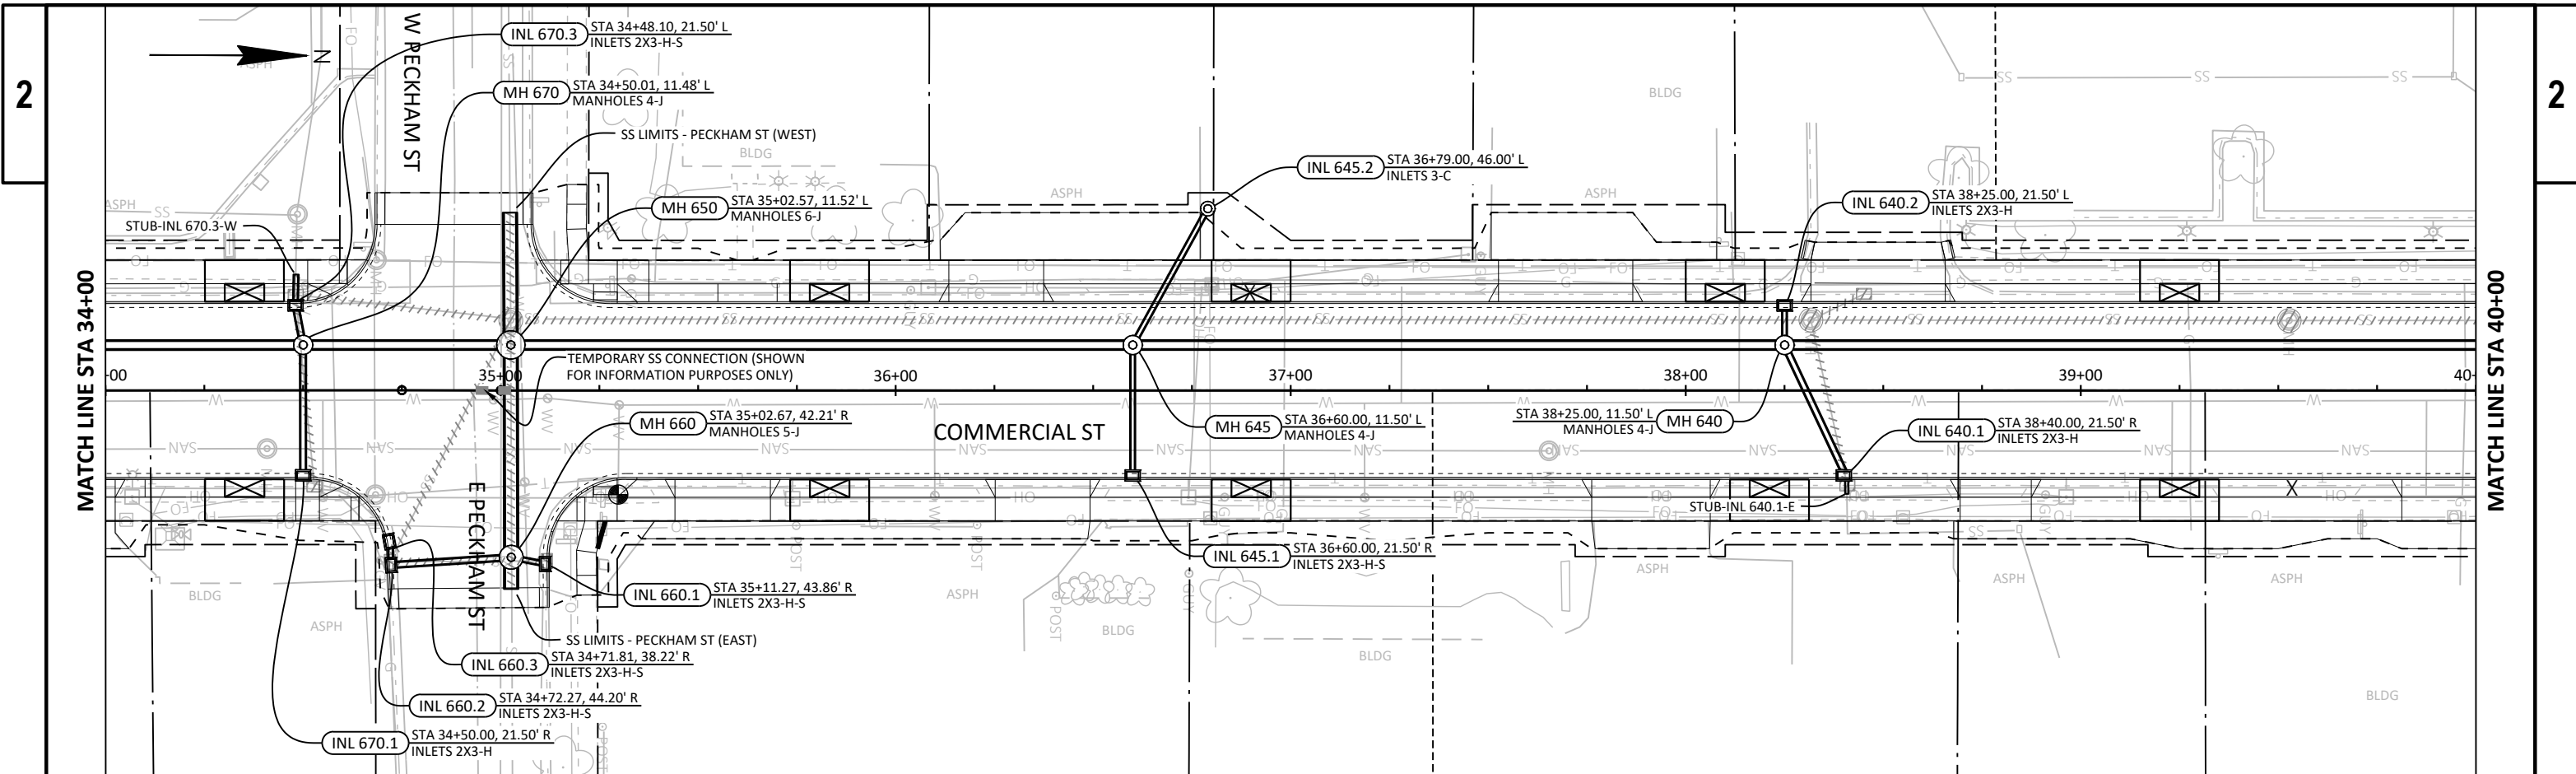 2
2
N
W PECKHAM ST
INL 670.3
STA 34+48.10, 21.50' L
INLETS 2X3-H-S
MH 670
STA 34+50.01, 11.48' L
MANHOLES 4-J
SS LIMITS - PECKHAM ST (WEST)
MH 650
STA 35+02.57, 11.52' L
MANHOLES 6-J
STUB-INL 670.3-W
INL 645.2
STA 36+79.00, 46.00' L
INLETS 3-C
INL 640.2
STA 38+25.00, 21.50' L
INLETS 2X3-H
BLDG
BLDG
ASPH
ASPH
ASPH
ASPH
MATCH LINE STA 34+00
MATCH LINE STA 40+00
TEMPORARY SS CONNECTION (SHOWN
FOR INFORMATION PURPOSES ONLY)
-00
35+00
36+00
37+00
38+00
39+00
40-
MH 660
STA 35+02.67, 42.21' R
MANHOLES 5-J
COMMERCIAL ST
MH 645
STA 36+60.00, 11.50' L
MANHOLES 4-J
STA 38+25.00, 11.50' L
MANHOLES 4-J
MH 640
INL 640.1
STA 38+40.00, 21.50' R
INLETS 2X3-H
STUB-INL 640.1-E
E PECKHAM ST
INL 645.1
STA 36+60.00, 21.50' R
INLETS 2X3-H-S
INL 660.1
STA 35+11.27, 43.86' R
INLETS 2X3-H-S
SS LIMITS - PECKHAM ST (EAST)
INL 660.3
STA 34+71.81, 38.22' R
INLETS 2X3-H-S
INL 660.2
STA 34+72.27, 44.20' R
INLETS 2X3-H-S
INL 670.1
STA 34+50.00, 21.50' R
INLETS 2X3-H
BLDG
ASPH
ASPH
POST
POST
POST
BLDG
GUY
BLDG
ASPH
ASPH
ASPH
BLDG